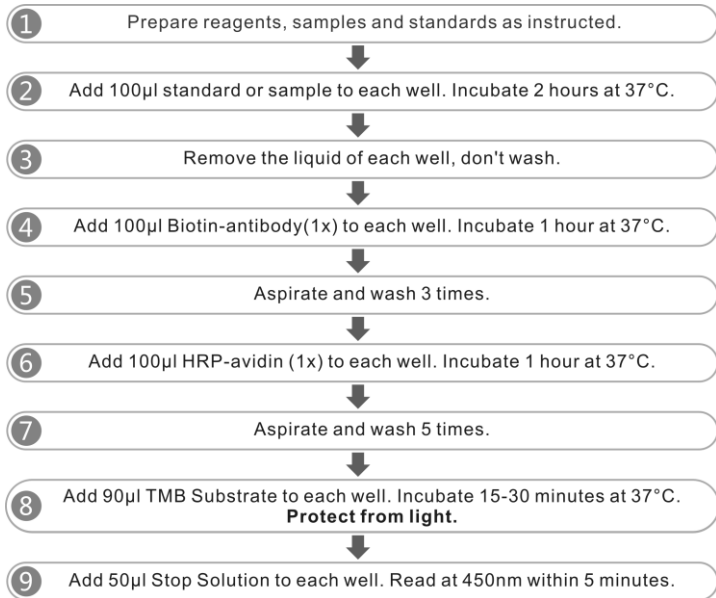 1 Prepare reagents, samples and standards as instructed.
2 Add 100μl standard or sample to each well. Incubate 2 hours at 37°C.
3 Remove the liquid of each well, don't wash.
4 Add 100μl Biotin-antibody(1x) to each well. Incubate 1 hour at 37°C.
5 Aspirate and wash 3 times.
6 Add 100μl HRP-avidin (1x) to each well. Incubate 1 hour at 37°C.
7 Aspirate and wash 5 times.
8 Add 90μl TMB Substrate to each well. Incubate 15-30 minutes at 37°C.
Protect from light.
9 Add 50μl Stop Solution to each well. Read at 450nm within 5 minutes.